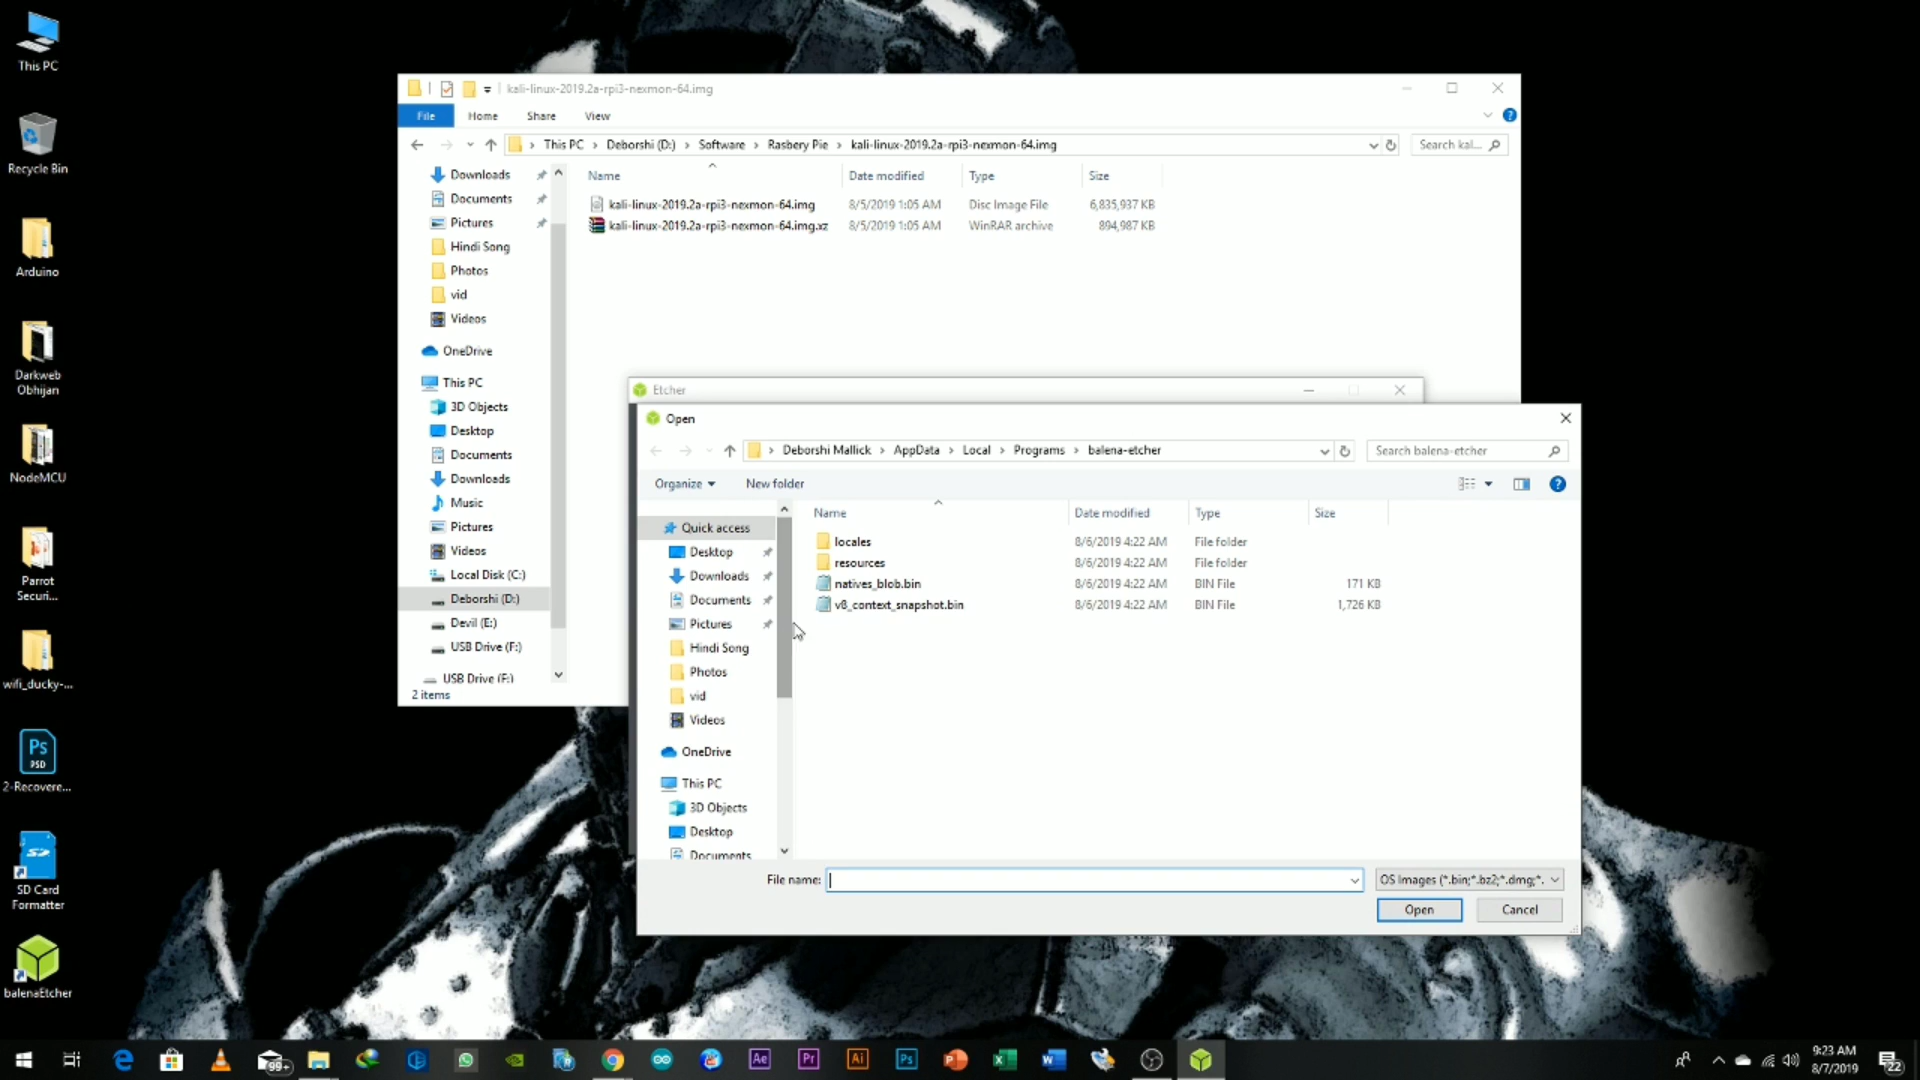 This PC
Recycle Bin
Arduino
Darkweb
Obhijan
NodeMCU
Parrot
Securi...
wifi_ducky-...
Ps
PSD
2-Recovere...
SD Card
Formatter
balenaEtcher
kali-linux-2019.2a-rpi3-nexmon-64.img
File Home Share View
This PC › Deborshi (D:) › Software › Rasbery Pie › kali-linux-2019.2a-rpi3-nexmon-64.img
Search kal...
Downloads
Documents
Pictures
Hindi Song
Photos
vid
Videos
OneDrive
This PC
3D Objects
Desktop
Documents
Downloads
Music
Pictures
Videos
Local Disk (C:)
Deborshi (D:)
Devil (E:)
USB Drive (F:)
USB Drive (F:)
2 items
Name Date modified Type Size
kali-linux-2019.2a-rpi3-nexmon-64.img 8/5/2019 1:05 AM Disc Image File 6,835,937 KB
kali-linux-2019.2a-rpi3-nexmon-64.img.xz 8/5/2019 1:05 AM WinRAR archive 894,987 KB
Etcher
Open
Deborshi Mallick › AppData › Local › Programs › balena-etcher
Search balena-etcher
Organize New folder
Quick access
Desktop
Downloads
Documents
Pictures
Hindi Song
Photos
vid
Videos
OneDrive
This PC
3D Objects
Desktop
Documents
Name Date modified Type Size
locales 8/6/2019 4:22 AM File folder
resources 8/6/2019 4:22 AM File folder
natives_blob.bin 8/6/2019 4:22 AM BIN File 171 KB
v8_context_snapshot.bin 8/6/2019 4:22 AM BIN File 1,726 KB
File name:
OS Images (*.bin;*.bz2;*.dmg;*.
Open Cancel
99+
Ae
Pr
Ai
Ps
9:23 AM
8/7/2019
22